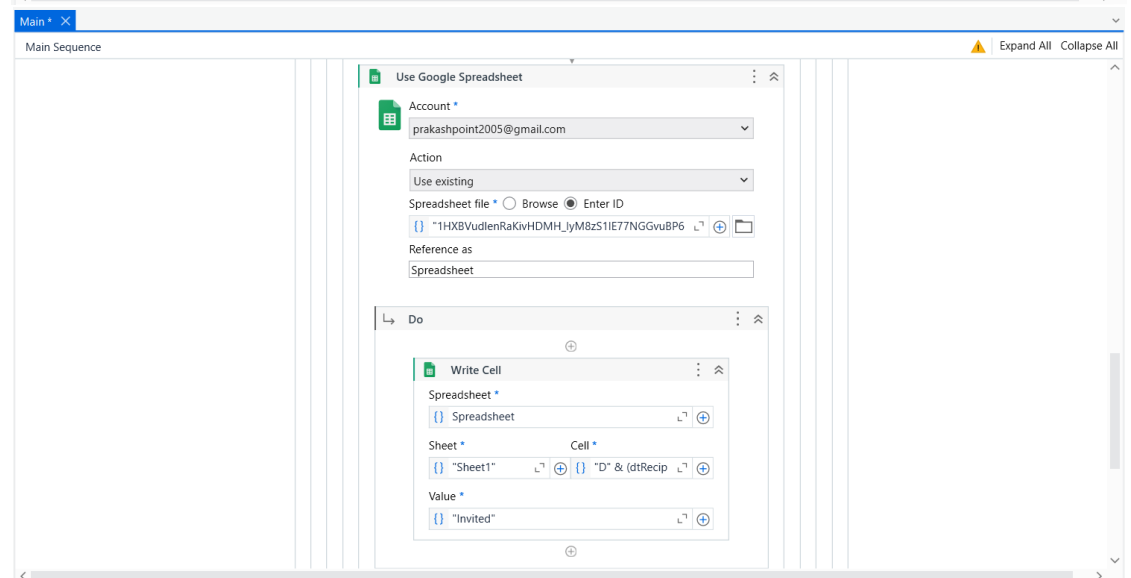 Main *
Main Sequence
Expand All Collapse All
Use Google Spreadsheet
Account *
prakashpoint2005@gmail.com
Action
Use existing
Spreadsheet file * Browse Enter ID
{} "1HXBVudlenRaKivHDMH_lyM8zS1lE77NGGvuBP6
Reference as
Spreadsheet
Do
Write Cell
Spreadsheet *
{} Spreadsheet
Sheet * Cell *
{} "Sheet1" {} "D" & (dtRecip
Value *
{} "Invited"